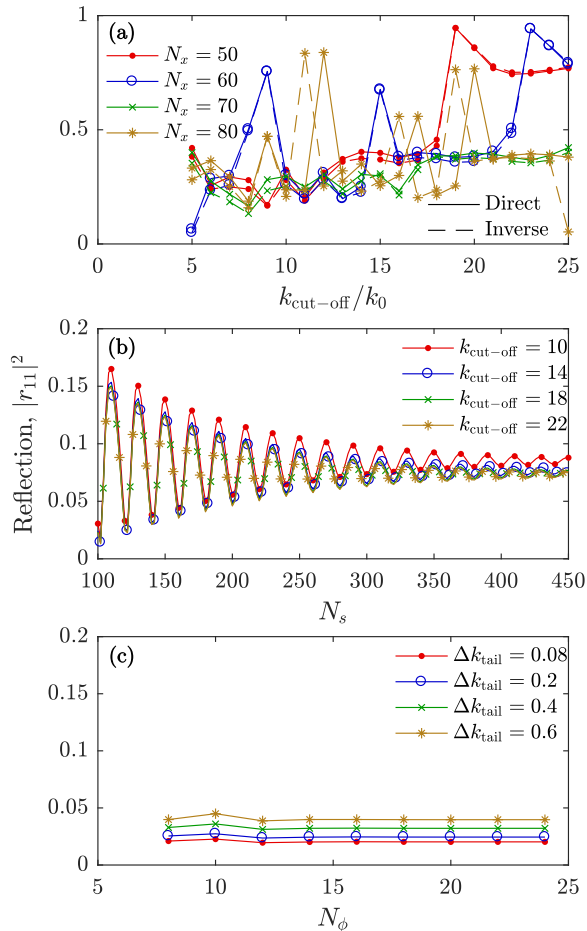 (a)
N_x = 50
N_x = 60
N_x = 70
N_x = 80
Direct
Inverse
1
0.5
0
0 5 10 15 20 25
k_cut−off/k_0
(b)
k_cut−off = 10
k_cut−off = 14
k_cut−off = 18
k_cut−off = 22
Reflection, |r_11|^2
0.2
0.15
0.1
0.05
0
100 150 200 250 300 350 400 450
N_s
(c)
Δk_tail = 0.08
Δk_tail = 0.2
Δk_tail = 0.4
Δk_tail = 0.6
0.2
0.15
0.1
0.05
0
5 10 15 20 25
N_ϕ